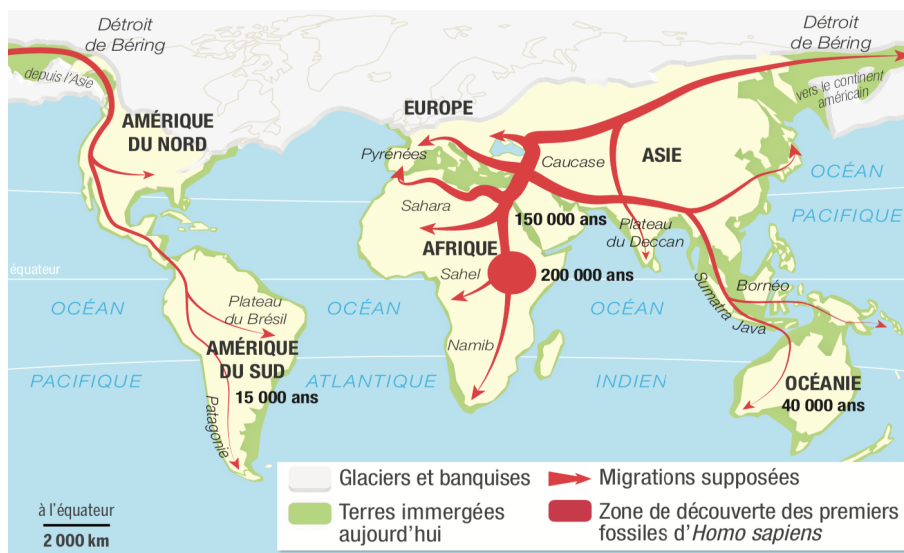 Détroit
de Béring
depuis l'Asie
AMÉRIQUE
DU NORD
EUROPE
Pyrénées
Caucase
ASIE
Détroit
de Béring
vers le continent
américain
OCÉAN
PACIFIQUE
Sahara
150 000 ans
Plateau
du Deccan
AFRIQUE
Sahel
200 000 ans
équateur
OCÉAN
PACIFIQUE
Plateau
du Brésil
AMÉRIQUE
DU SUD
15 000 ans
Patagonie
OCÉAN
ATLANTIQUE
Namib
OCÉAN
INDIEN
Sumatra
Bornéo
Java
OCÉANIE
40 000 ans
à l'équateur
2 000 km
Glaciers et banquises
Terres immergées
aujourd'hui
Migrations supposées
Zone de découverte des premiers
fossiles d'Homo sapiens